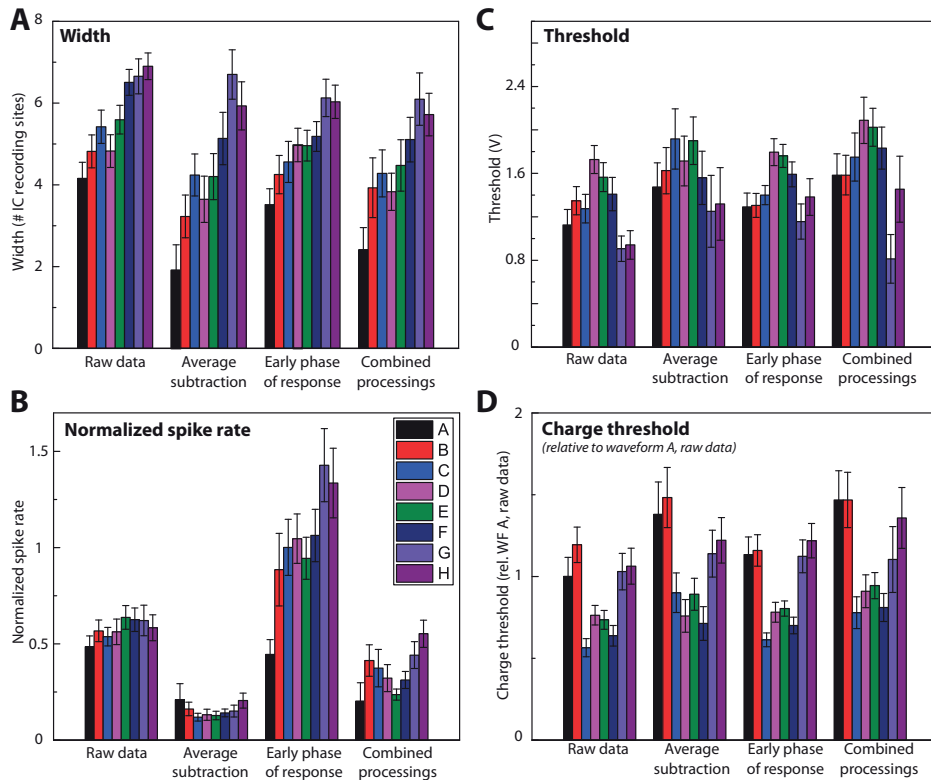 A
Width
Width (# IC recording sites)
8
6
4
2
0
Raw data
Average
subtraction
Early phase
of response
Combined
processings
C
Threshold
Threshold (V)
2.4
1.6
0.8
0
Raw data
Average
subtraction
Early phase
of response
Combined
processings
B
Normalized spike rate
Normalized spike rate
1.5
1
0.5
0
A
B
C
D
E
F
G
H
Raw data
Average
subtraction
Early phase
of response
Combined
processings
D
Charge threshold
(relative to waveform A, raw data)
Charge threshold (rel. WF A, raw data)
2
1
0
Raw data
Average
subtraction
Early phase
of response
Combined
processings